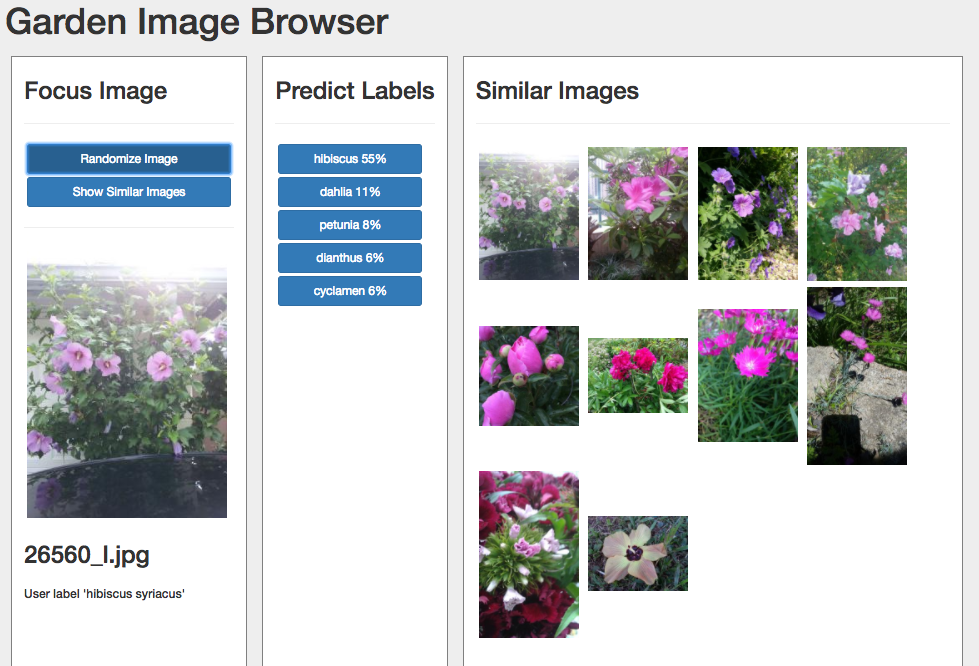 Garden Image Browser
Focus Image
Randomize Image
Show Similar Images
26560_l.jpg
User label 'hibiscus syriacus'
Predict Labels
hibiscus 55%
dahlia 11%
petunia 8%
dianthus 6%
cyclamen 6%
Similar Images